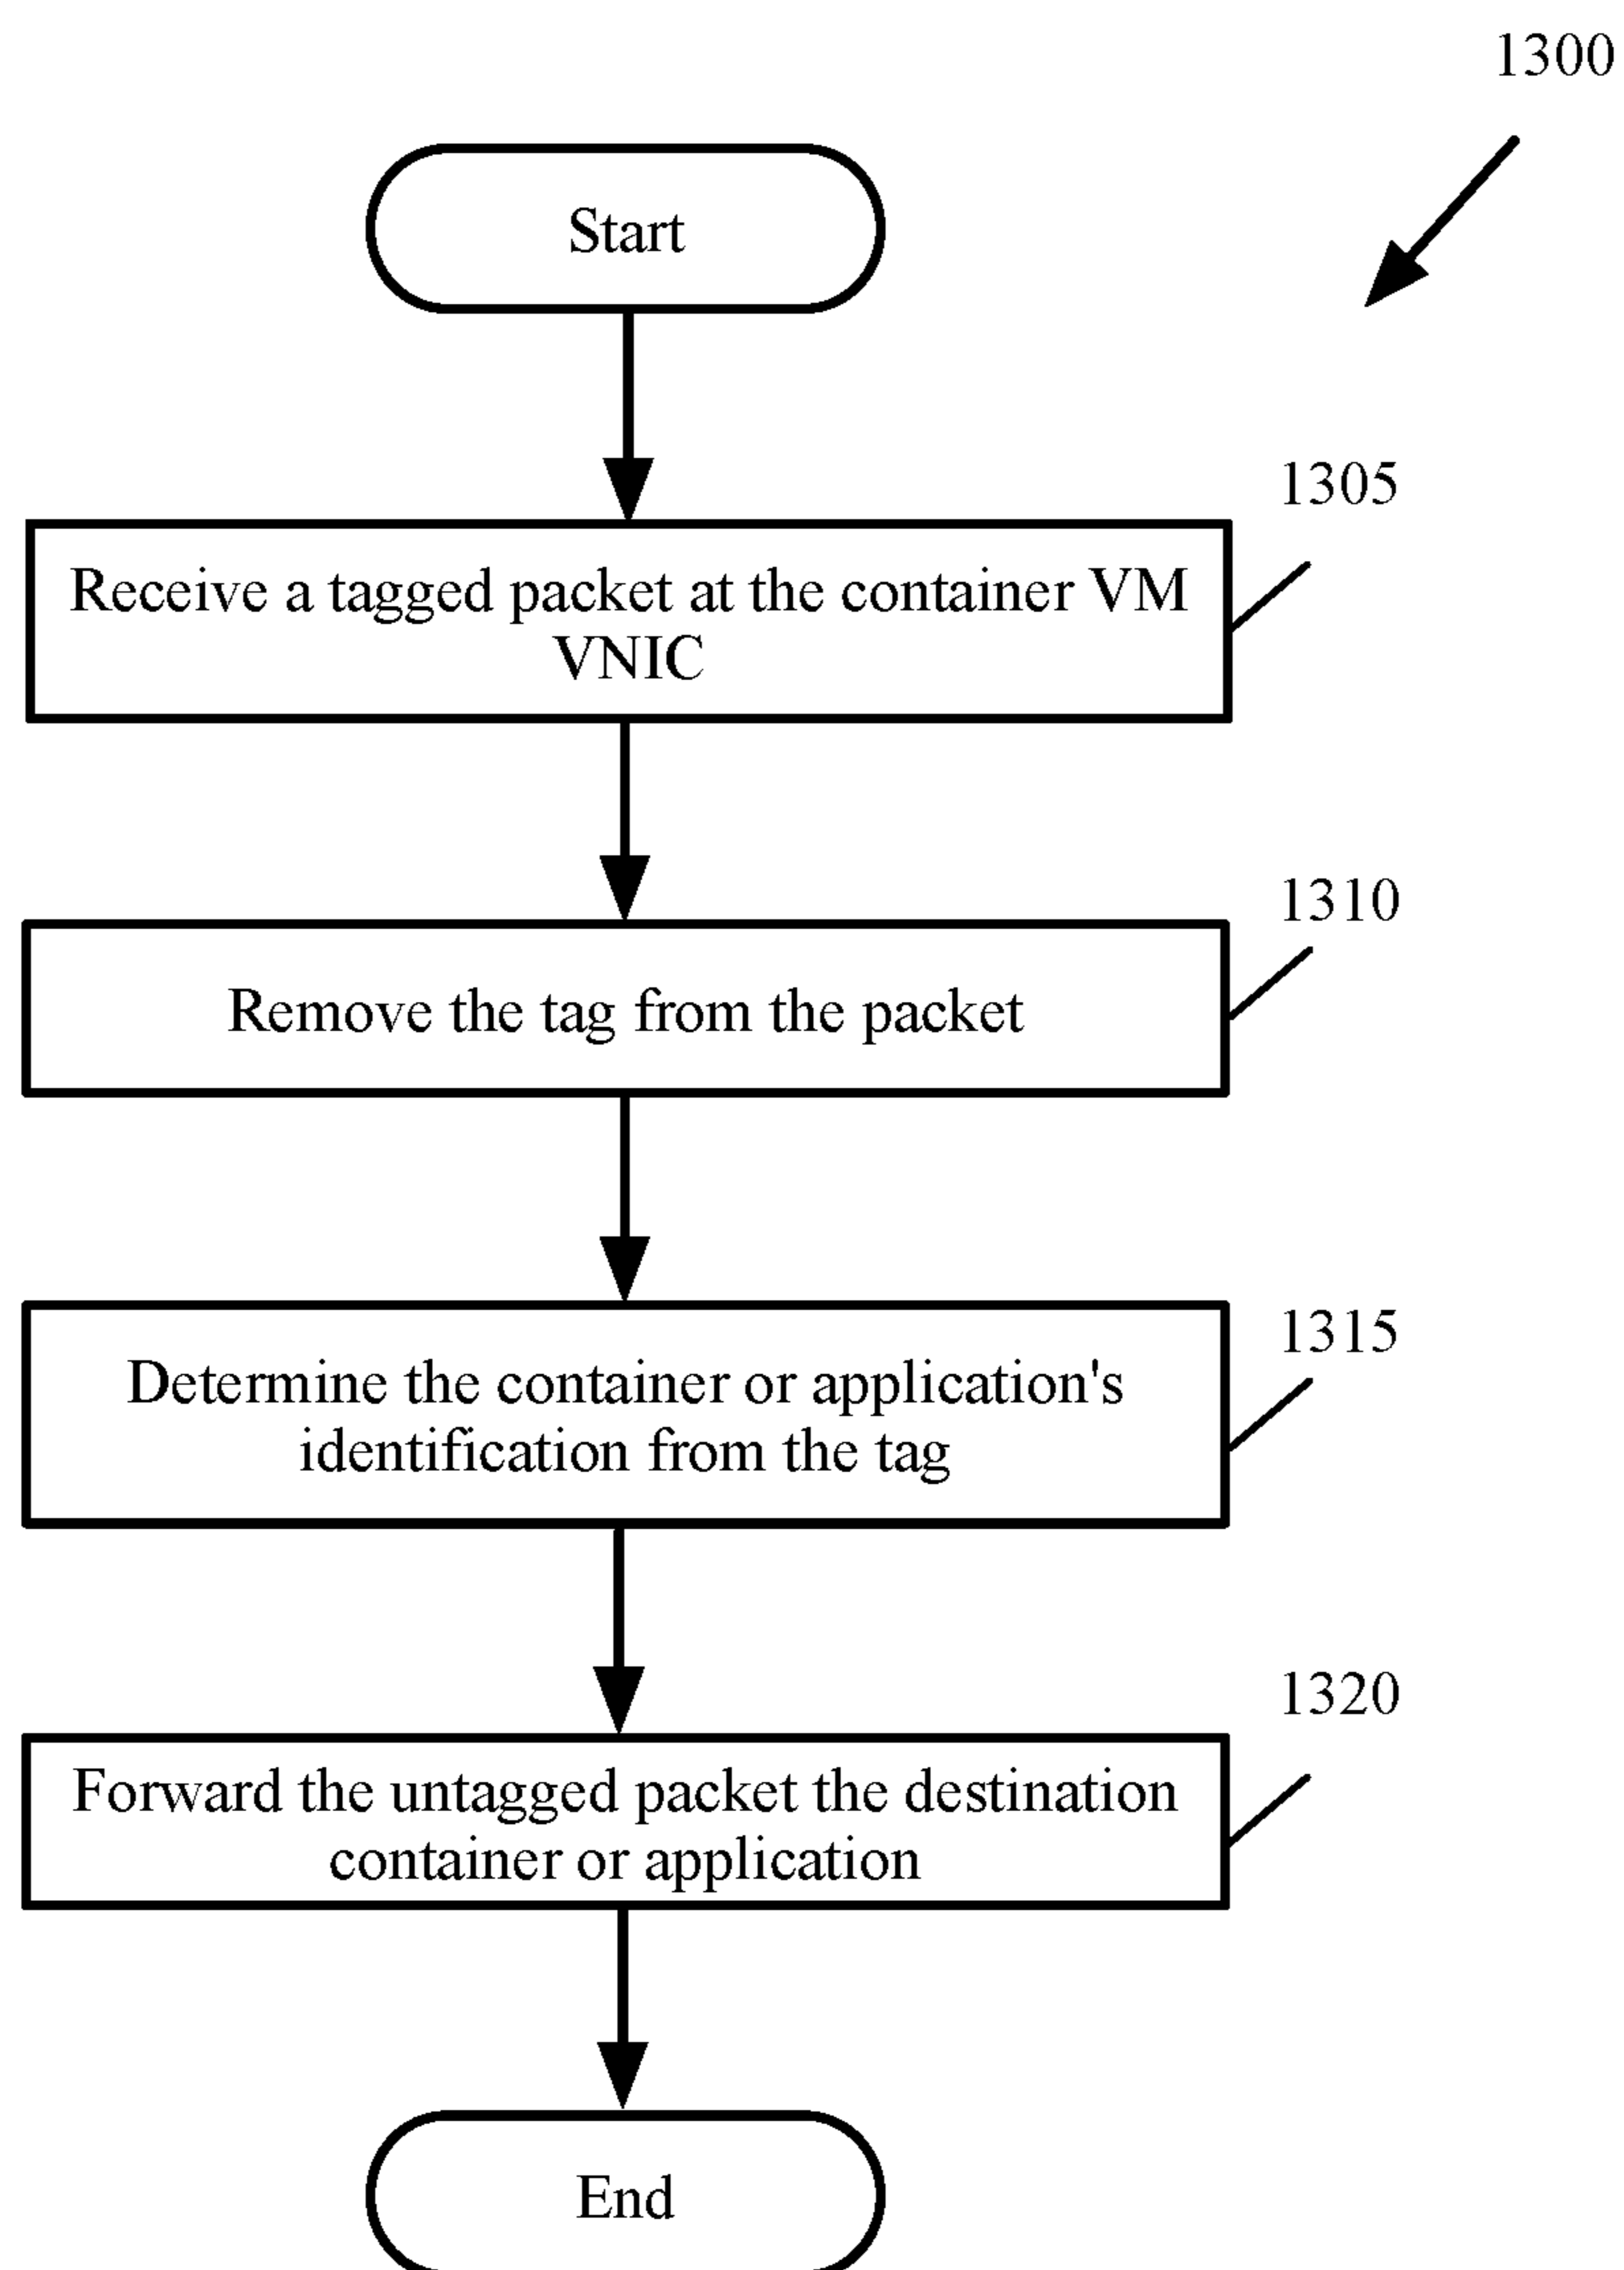 1300
Start
1305
Receive a tagged packet at the container VM
VNIC
1310
Remove the tag from the packet
1315
Determine the container or application's
identification from the tag
1320
Forward the untagged packet the destination
container or application
End